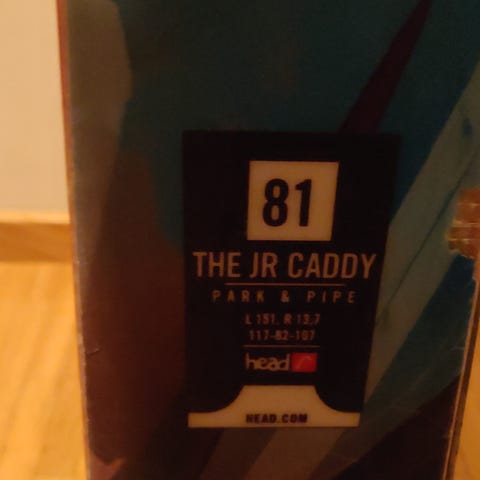 81
THE JR CADDY
PARK & PIPE
L 151, R 13,7
117-82-107
head
HEAD.COM